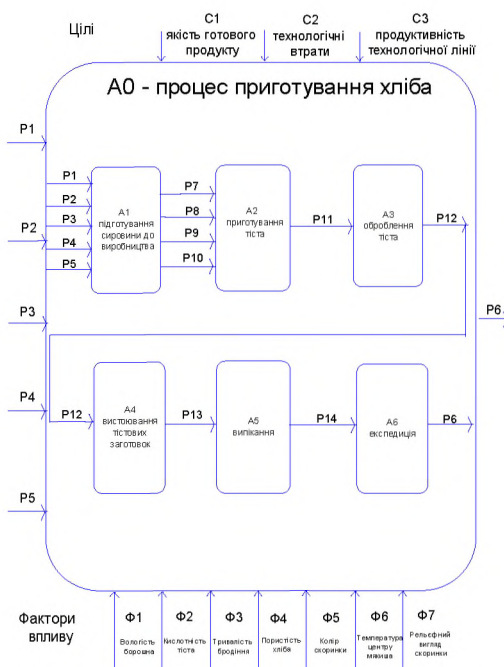 Цілі
С1
якість готового
продукту
С2
технологічні
втрати
С3
продуктивність
технологічної лінії
А0 - процес приготування хліба
Р1
Р2
Р3
Р4
Р5
Р1
Р2
Р3
Р4
Р5
А1
підготування
сировини до
виробництва
Р7
Р8
Р9
Р10
А2
приготування
тіста
Р11
А3
оброблення
тіста
Р12
Р6
Р12
А4
вистоювання
тістових
заготовок
Р13
А5
випікання
Р14
А6
експедиція
Р6
Фактори
впливу
Ф1
Вологість
борошна
Ф2
Кислотність
тіста
Ф3
Тривалість
бродіння
Ф4
Пористість
хліба
Ф5
Колір
скоринки
Ф6
Температура
центру
мякиша
Ф7
Рельєфний
вигляд
скоринки